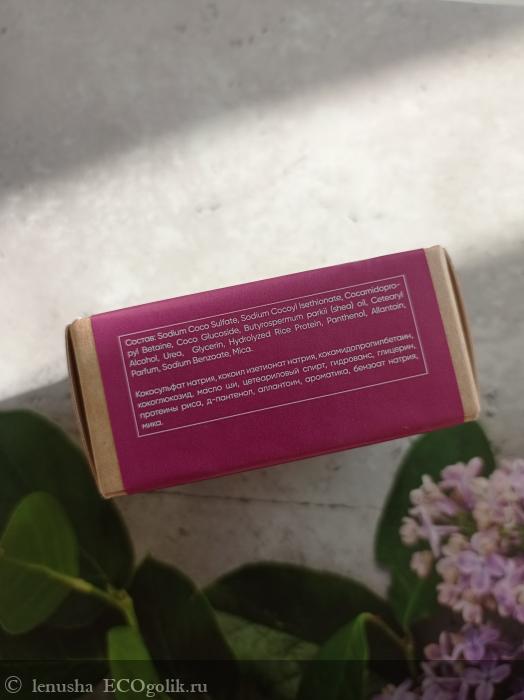 Состав: Sodium Coco Sulfate, Sodium Cocoyl Isethionate, Cocamidopro-
pyl Betaine, Coco Glucoside, Butyrospermum parkii (shea) oil, Cetearyl
Alcohol, Urea, Glycerin, Hydrolyzed Rice Protein, Panthenol, Allantoin,
Parfum, Sodium Benzoate, Mica.
Кокосульфат натрия, кокоил изетионат натрия, кокамидопропилбетаин,
кокоглюкозид, масло ши, цетеариловый спирт, гидрованс, глицерин,
протеины риса, д-пантенол, аллантоин, ароматика, бензоат натрия,
мика.
© lenusha ECOgolik.ru